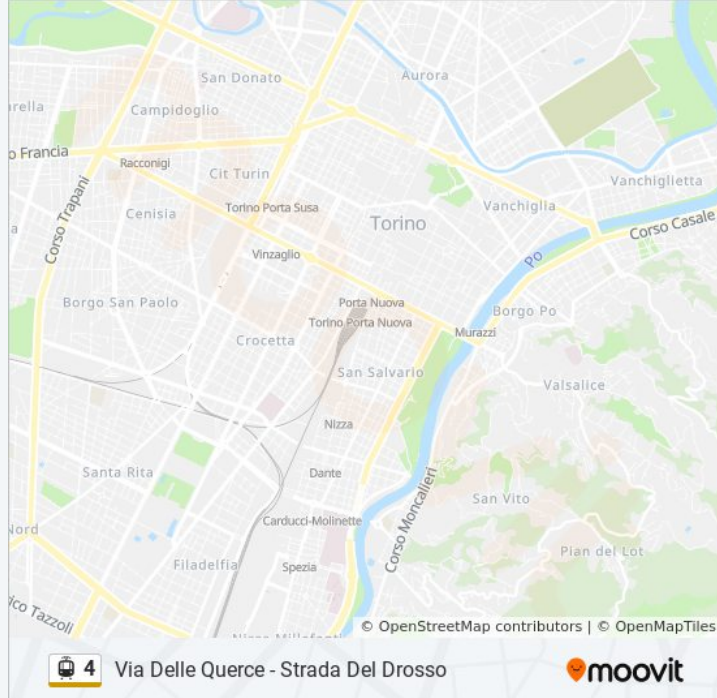 San Donato
Aurora
Campidoglio
Francia
Racconigi
Cit Turin
Vanchiglietta
Corso Trapani
Cenisia
Torino Porta Susa
Torino
Vanchiglia
Corso Casale
Vinzaglio
Po
Borgo San Paolo
Porta Nuova
Torino Porta Nuova
Borgo Po
Crocetta
Murazzi
San Salvario
Valsalice
Nizza
Santa Rita
Dante
San Vito
Carducci-Molinette
Corso Moncalieri
Nord
Pian del Lot
Filadelfia
Spezia
Tazzoli
© OpenStreetMap contributors | © OpenMapTiles
4 Via Delle Querce - Strada Del Drosso
moovit